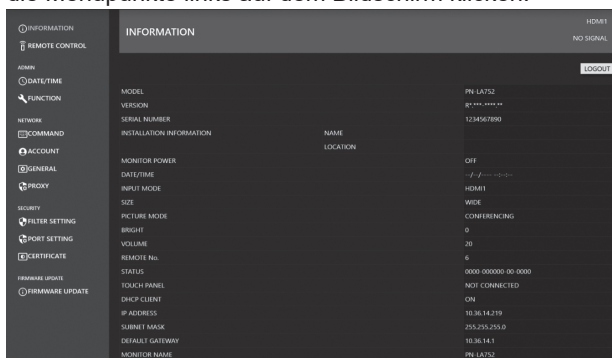 die Menüpunkte links auf dem Bildschirm klicken.
INFORMATION
REMOTE CONTROL
ADMIN
DATE/TIME
FUNCTION
NETWORK
COMMAND
ACCOUNT
GENERAL
PROXY
SECURITY
FILTER SETTING
PORT SETTING
CERTIFICATE
FIRMWARE UPDATE
FIRMWARE UPDATE
INFORMATION
HDMI1
NO SIGNAL
LOGOUT
MODEL PN-LA752
VERSION R*.***.****.**
SERIAL NUMBER 1234567890
INSTALLATION INFORMATION NAME
LOCATION
MONITOR POWER OFF
DATE/TIME --/--/---- --:--:--
INPUT MODE HDMI1
SIZE WIDE
PICTURE MODE CONFERENCING
BRIGHT 0
VOLUME 20
REMOTE No. 6
STATUS 0000-000000-00-0000
TOUCH PANEL NOT CONNECTED
DHCP CLIENT ON
IP ADDRESS 10.36.14.219
SUBNET MASK 255.255.255.0
DEFAULT GATEWAY 10.36.14.1
MONITOR NAME PN-LA752